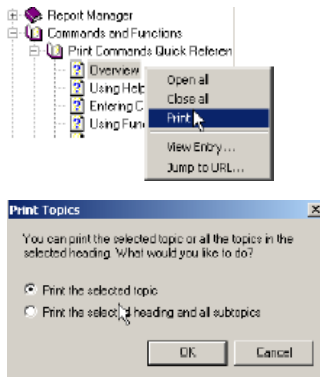 Report Manager
Commands and Functions
Print Commands Quick Referen
Overview
Using Help
Entering C
Using Fun
Open all
Close all
Print
View Entry...
Jump to URL...
Print Topics
You can print the selected topic or all the topics in the
selected heading. What would you like to do?
Print the selected topic
Print the selected heading and all subtopics
OK
Cancel